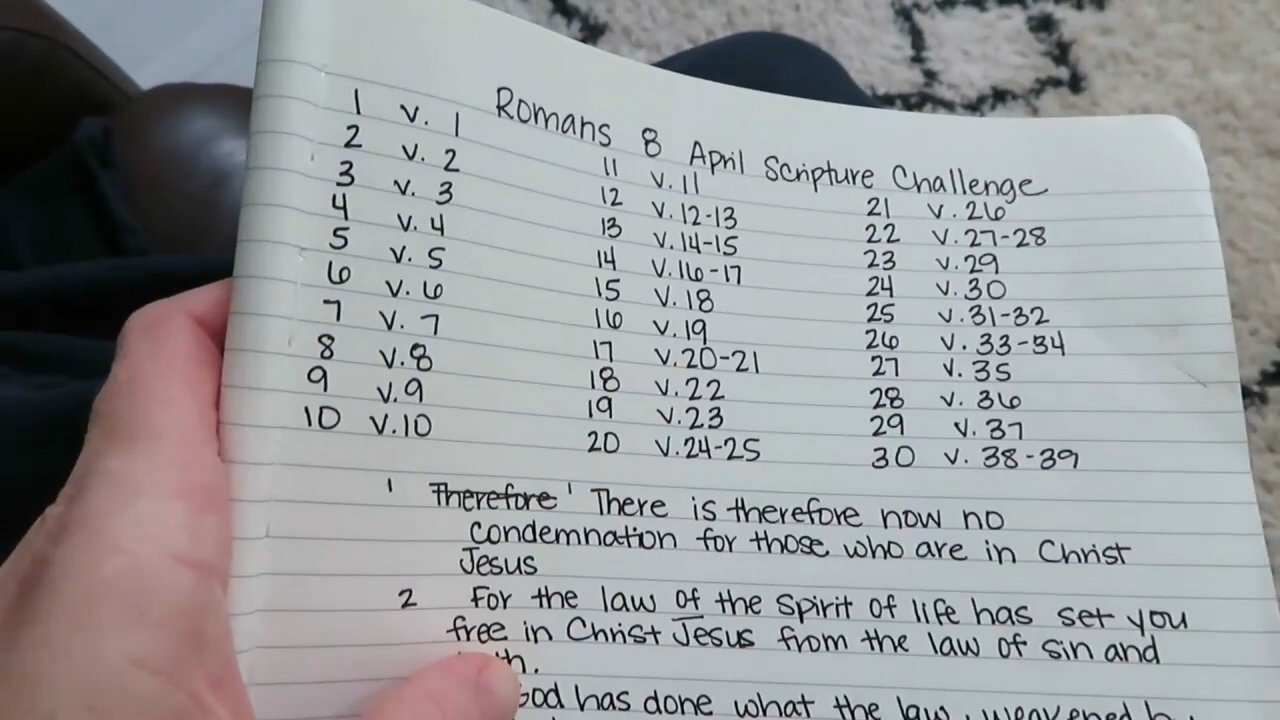 Romans 8 April Scripture Challenge
1 v. 1
2 v. 2
3 v. 3
4 v. 4
5 v. 5
6 v. 6
7 v. 7
8 v. 8
9 v. 9
10 v. 10
11 v. 11
12 v. 12-13
13 v. 14-15
14 v. 16-17
15 v. 18
16 v. 19
17 v. 20-21
18 v. 22
19 v. 23
20 v. 24-25
21 v. 26
22 v. 27-28
23 v. 29
24 v. 30
25 v. 31-32
26 v. 33-34
27 v. 35
28 v. 36
29 v. 37
30 v. 38-39
1 Therefore ' There is therefore now no
condemnation for those who are in Christ
Jesus
2 For the law of the spirit of life has set you
free in Christ Jesus from the law of sin and
God has done what the law, weakened